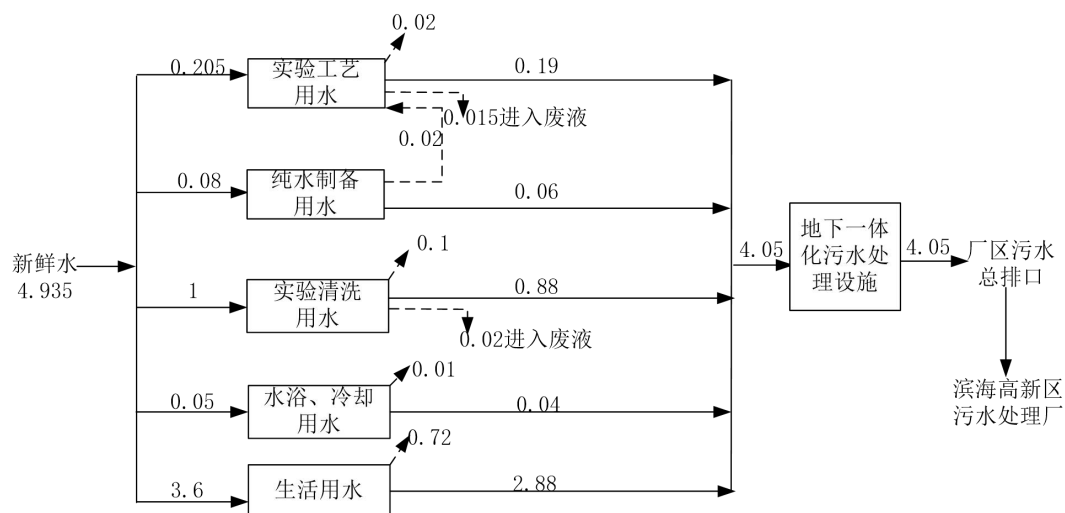 0.02
0.205
实验工艺
用水
0.19
0.015进入废液
0.02
0.08
纯水制备
用水
0.06
新鲜水
4.935
0.1
1
实验清洗
用水
0.88
0.02进入废液
4.05
地下一体
化污水处
理设施
4.05
厂区污水
总排口
0.01
0.05
水浴、冷却
用水
0.04
滨海高新区
污水处理厂
0.72
3.6
生活用水
2.88